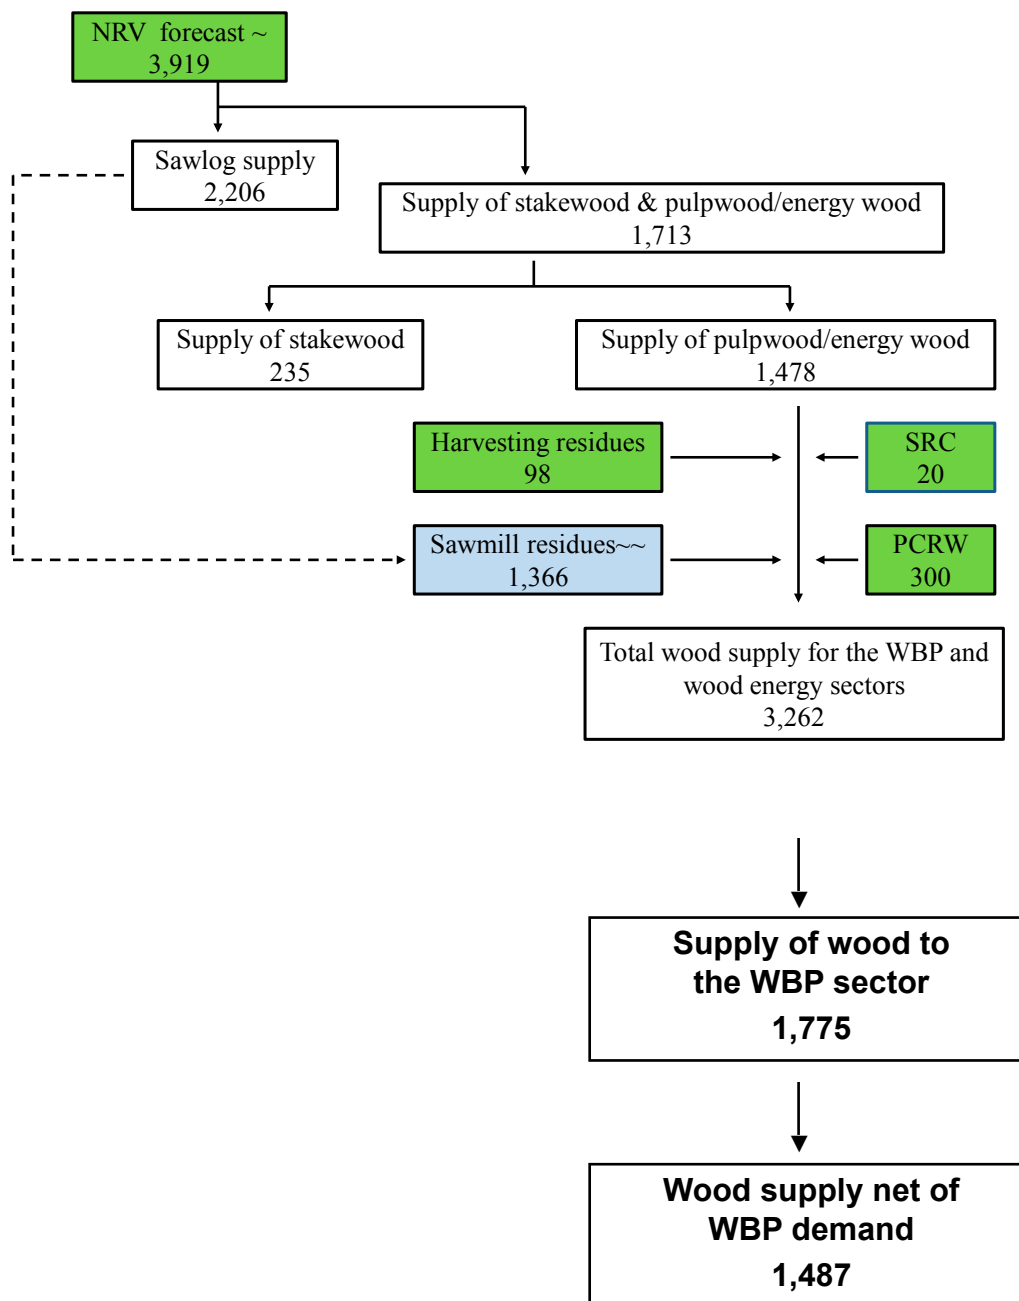 NRV forecast ~
3,919
Sawlog supply
2,206
Supply of stakewood & pulpwood/energy wood
1,713
Supply of stakewood
235
Supply of pulpwood/energy wood
1,478
Harvesting residues
98
SRC
20
Sawmill residues~~
1,366
PCRW
300
Total wood supply for the WBP and
wood energy sectors
3,262
Supply of wood to
the WBP sector
1,775
Wood supply net of
WBP demand
1,487